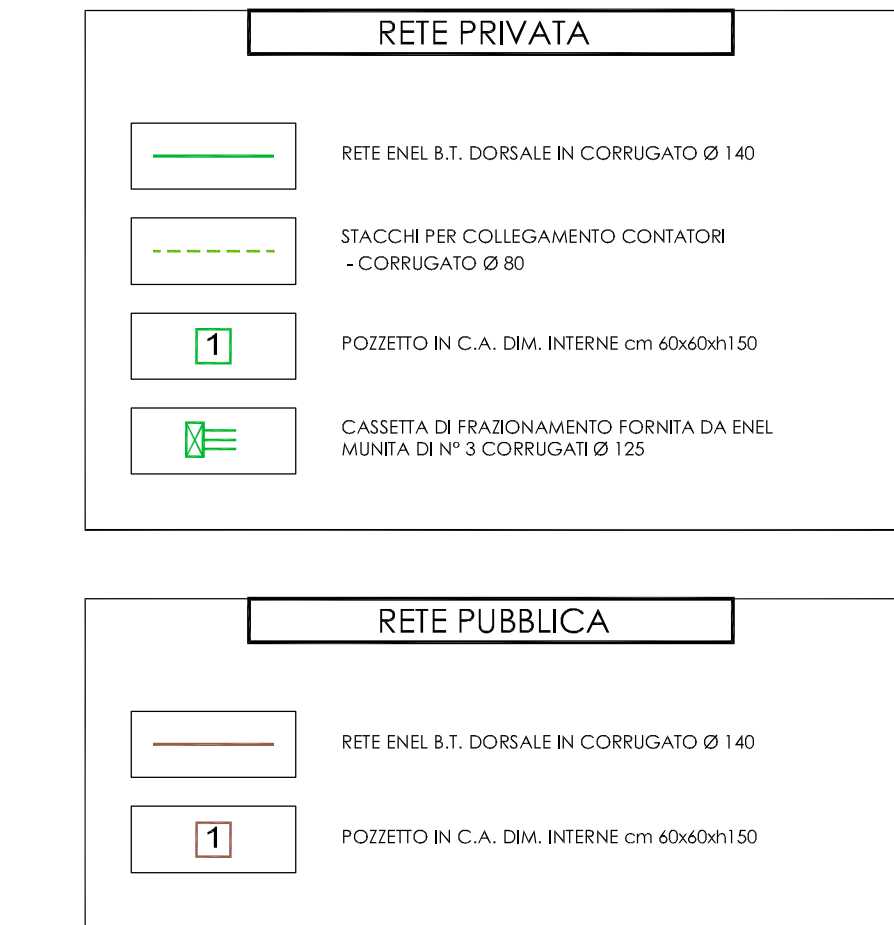 RETE PRIVATA
RETE ENEL B.T. DORSALE IN CORRUGATO Ø 140
STACCHI PER COLLEGAMENTO CONTATORI
- CORRUGATO Ø 80
1
POZZETTO IN C.A. DIM. INTERNE cm 60x60xh150
CASSETTA DI FRAZIONAMENTO FORNITA DA ENEL
MUNITA DI N° 3 CORRUGATI Ø 125
RETE PUBBLICA
RETE ENEL B.T. DORSALE IN CORRUGATO Ø 140
1
POZZETTO IN C.A. DIM. INTERNE cm 60x60xh150